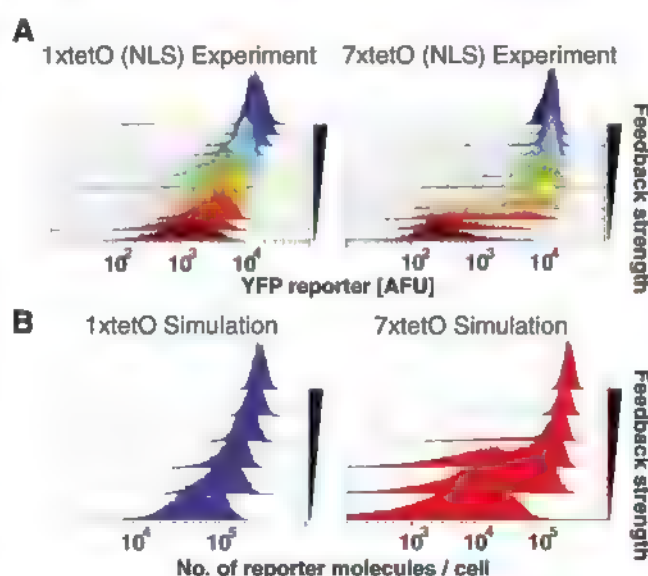 A
1xtetO (NLS) Experiment
7xtetO (NLS) Experiment
Feedback strength
10² 10³ 10⁴
10² 10³ 10⁴
YFP reporter [AFU]
B
1xtetO Simulation
7xtetO Simulation
Feedback strength
10⁴ 10⁵
10³ 10⁴ 10⁵
No. of reporter molecules / cell